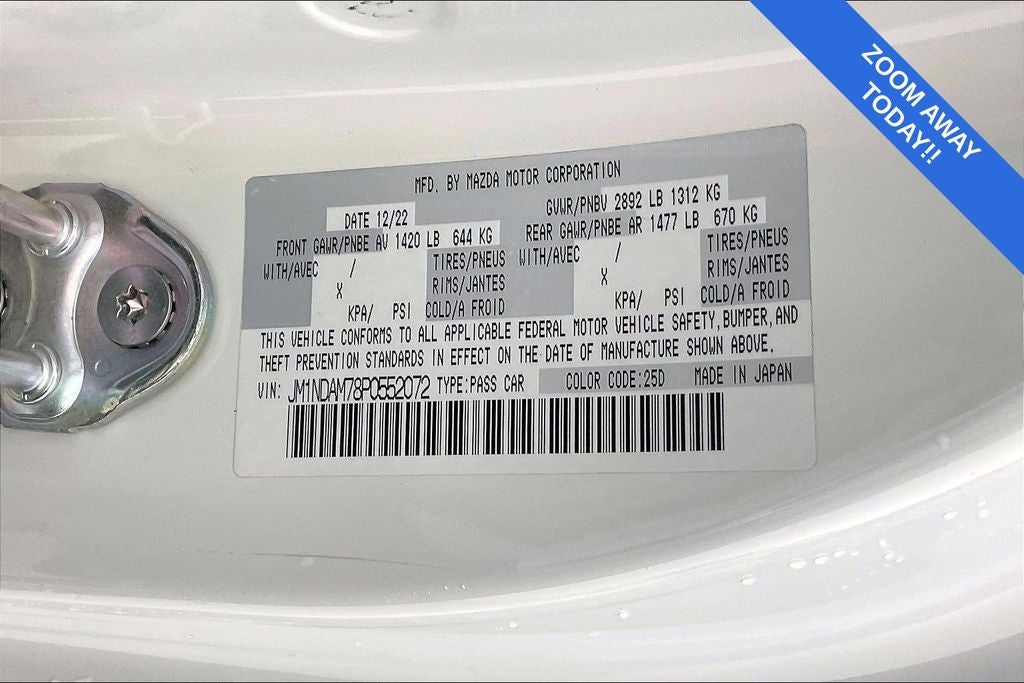 ZOOM AWAY
TODAY!!
MFD. BY MAZDA MOTOR CORPORATION
DATE 12/22 GVWR/PNBV 2892 LB 1312 KG
FRONT GAWR/PNBE AV 1420 LB 644 KG REAR GAWR/PNBE AR 1477 LB 670 KG
WITH/AVEC / TIRES/PNEUS WITH/AVEC / TIRES/PNEUS
X RIMS/JANTES X RIMS/JANTES
KPA/ PSI COLD/A FROID KPA/ PSI COLD/A FROID
THIS VEHICLE CONFORMS TO ALL APPLICABLE FEDERAL MOTOR VEHICLE SAFETY,BUMPER,AND
THEFT PREVENTION STANDARDS IN EFFECT ON THE DATE OF MANUFACTURE SHOWN ABOVE.
VIN: JM1NDAM78P0552072 TYPE:PASS CAR COLOR CODE:25D MADE IN JAPAN